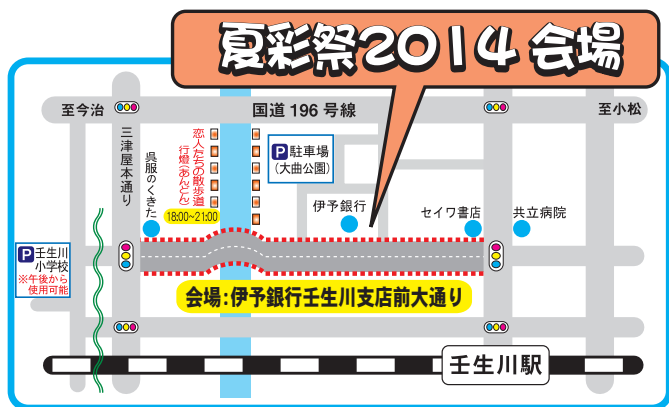 夏彩祭2014 会場
至今治
国道196号線
至小松
三津屋本通り
呉服のくきた
恋人たちの散歩道
行燈(あんどん)
18:00~21:00
P 駐車場
(大曲公園)
伊予銀行
セイワ書店
共立病院
P 壬生川
小学校
※午後から
使用可能
会場:伊予銀行壬生川支店前大通り
壬生川駅